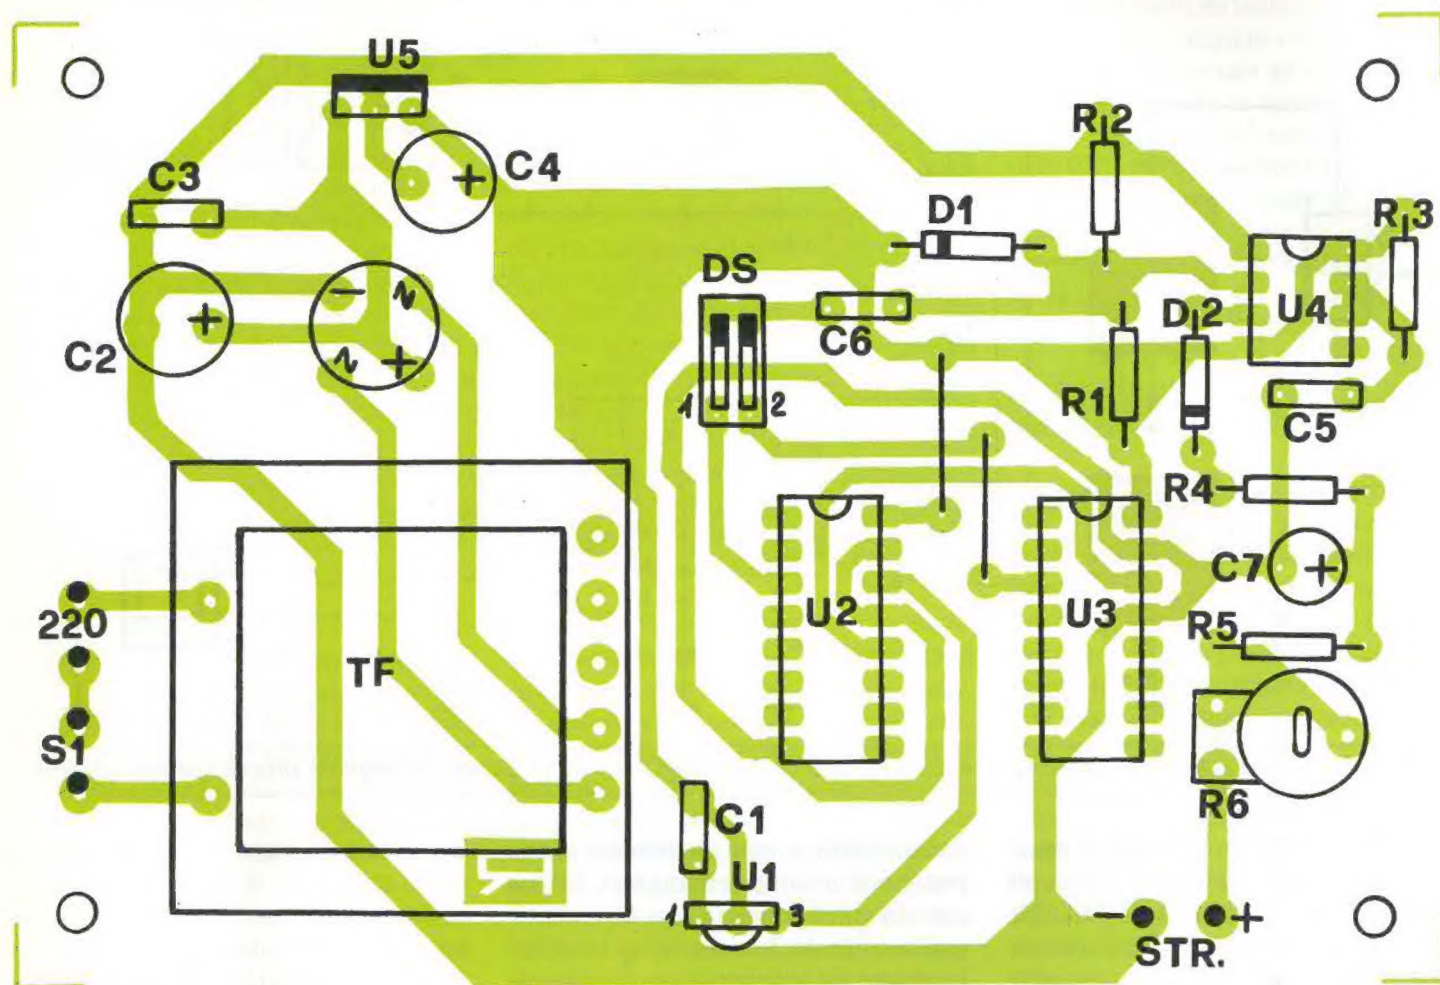 U5
R2
C3
C4
D1
R3
DS
D2
U4
C2
C6
- ~
~ +
+
+
1 2
R1
C5
R4
C7
+
220
U2
U3
R5
TF
S1
R6
C1
U1
1 3
- +
STR.